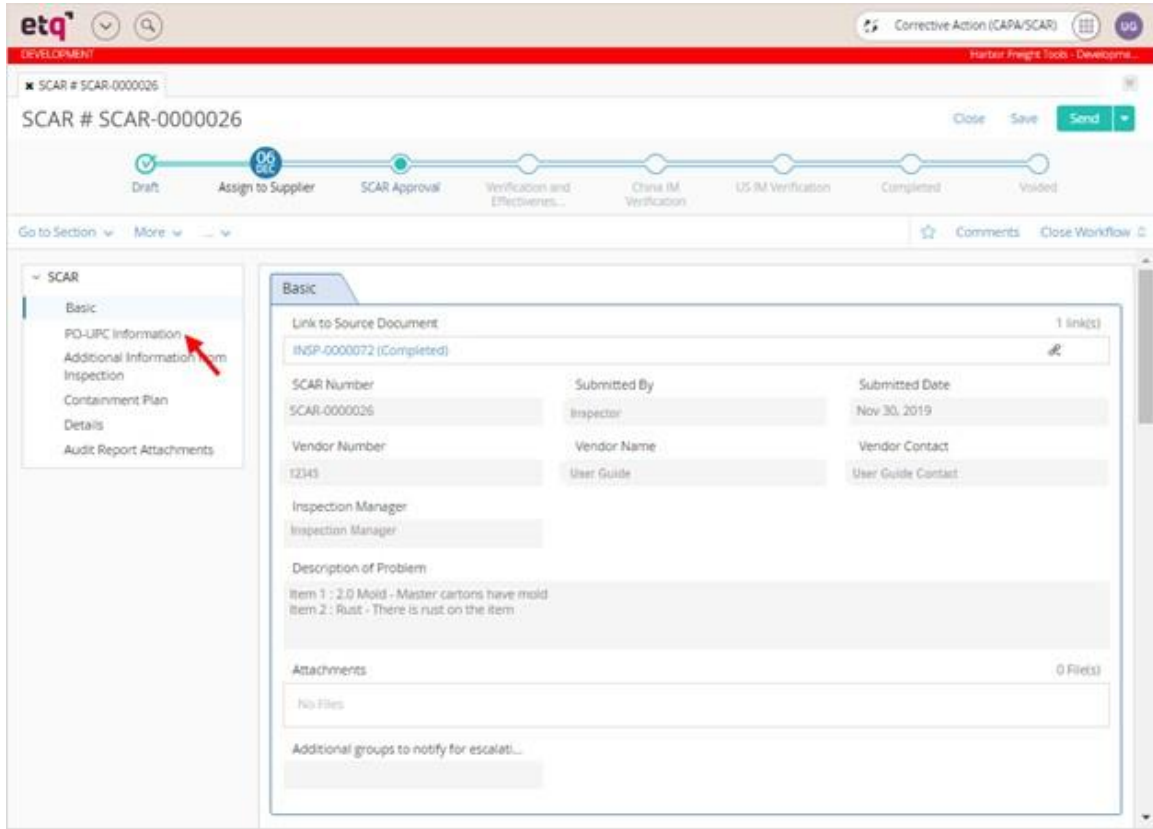 etq
Corrective Action (CAPA/SCAR)
UG
DEVELOPMENT
Harbor Freight Tools - Developme...
SCAR # SCAR-0000026
SCAR # SCAR-0000026
Close Save Send
06
DEC
Draft Assign to Supplier SCAR Approval Verification and Effectivenes... China IM Verification US IM Verification Completed Voided
Go to Section More ... Comments Close Workflow
SCAR
Basic
PO-UPC Information
Additional Information from
Inspection
Containment Plan
Details
Audit Report Attachments
Basic
Link to Source Document 1 link(s)
INSP-0000072 (Completed)
SCAR Number Submitted By Submitted Date
SCAR-0000026 Inspector Nov 30, 2019
Vendor Number Vendor Name Vendor Contact
12345 User Guide User Guide Contact
Inspection Manager
Inspection Manager
Description of Problem
Item 1 : 2.0 Mold - Master cartons have mold
Item 2 : Rust - There is rust on the item
Attachments 0 File(s)
No Files
Additional groups to notify for escalati...